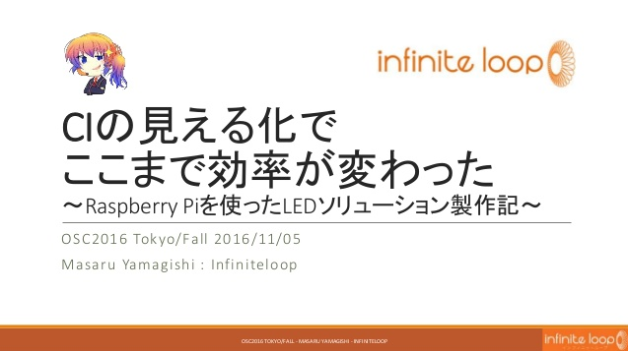 infinite loop
CIの見える化で
ここまで効率が変わった
～Raspberry Piを使ったLEDソリューション製作記～
OSC2016 Tokyo/Fall 2016/11/05
Masaru Yamagishi : Infiniteloop
OSC2016 TOKYO/FALL - MASARU YAMAGISHI - INFINITELOOP
infinite loop